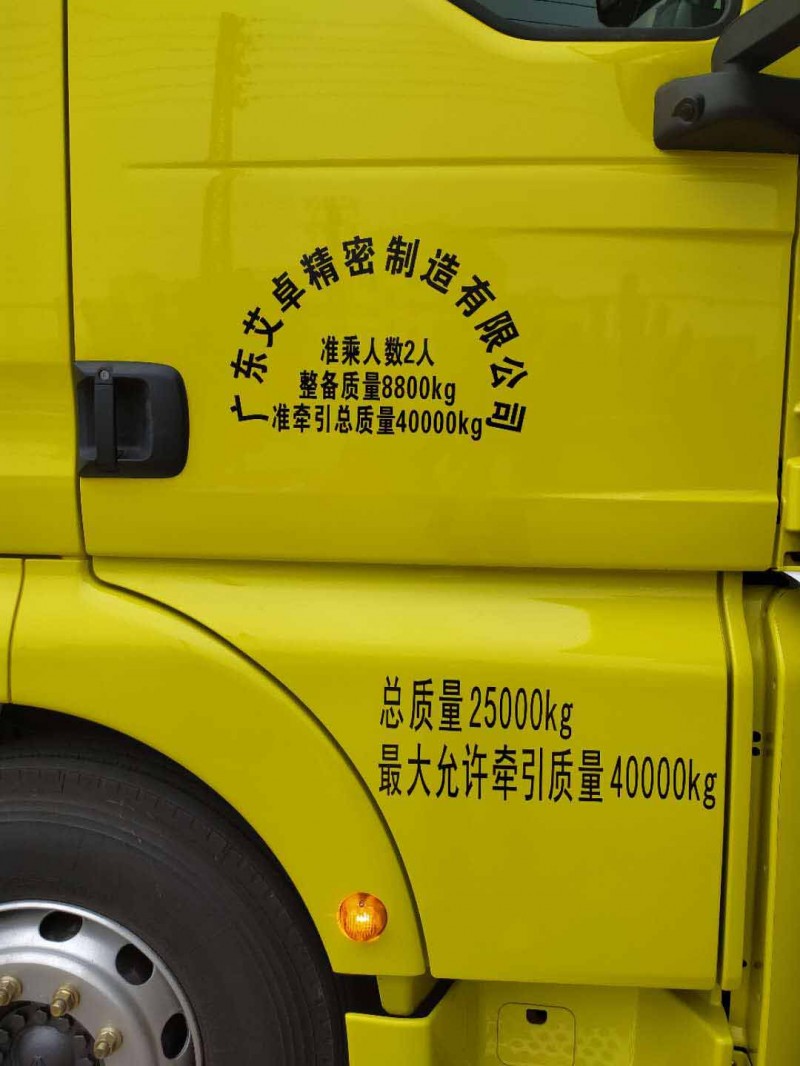 广东艾卓精密制造有限公司
准乘人数2人
整备质量8800kg
准牵引总质量40000kg
总质量25000kg
最大允许牵引质量40000kg